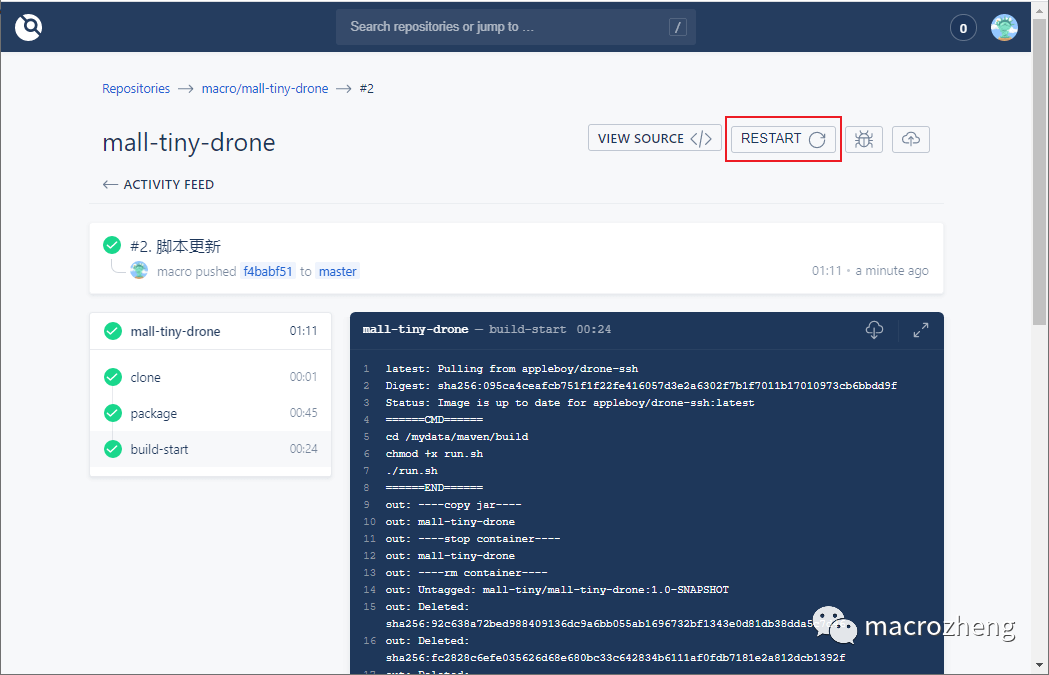 Search repositories or jump to …
/
0
Repositories → macro/mall-tiny-drone → #2
mall-tiny-drone
VIEW SOURCE </>
RESTART
← ACTIVITY FEED
#2. 脚本更新
macro pushed f4babf51 to master
01:11 • a minute ago
mall-tiny-drone 01:11
clone 00:01
package 00:45
build-start 00:24
mall-tiny-drone — build-start 00:24
1 latest: Pulling from appleboy/drone-ssh
2 Digest: sha256:095ca4ceafcb751f1f22fe416057d3e2a6302f7b1f7011b17010973cb6bbdd9f
3 Status: Image is up to date for appleboy/drone-ssh:latest
4 ======CMD======
5 cd /mydata/maven/build
6 chmod +x run.sh
7 ./run.sh
8 ======END======
9 out: ----copy jar----
10 out: mall-tiny-drone
11 out: ----stop container----
12 out: mall-tiny-drone
13 out: ----rm container----
14 out: Untagged: mall-tiny/mall-tiny-drone:1.0-SNAPSHOT
15 out: Deleted:
sha256:92c638a72bed988409136dc9a6bb055ab1696732bf1343e0d81db38dda5
16 out: Deleted:
sha256:fc2828c6efe035626d68e680bc33c642834b6111af0fdb7181e2a812dcb1392f
17 out: Deleted:
macrozheng